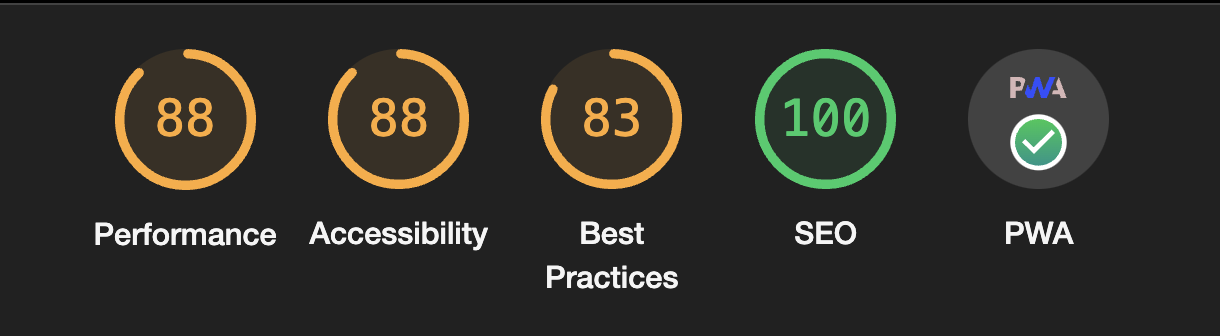 88
88
83
100
PWA
Performance
Accessibility
Best
Practices
SEO
PWA